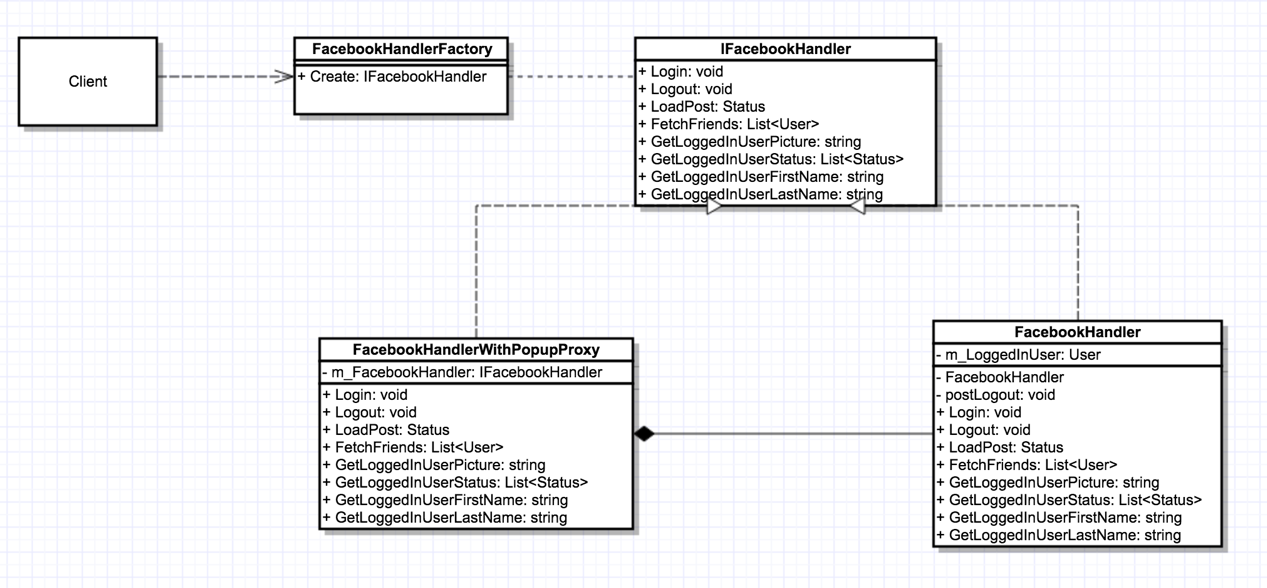 Client
FacebookHandlerFactory
+ Create: IFacebookHandler
IFacebookHandler
+ Login: void
+ Logout: void
+ LoadPost: Status
+ FetchFriends: List<User>
+ GetLoggedInUserPicture: string
+ GetLoggedInUserStatus: List<Status>
+ GetLoggedInUserFirstName: string
+ GetLoggedInUserLastName: string
FacebookHandlerWithPopupProxy
- m_FacebookHandler: IFacebookHandler
+ Login: void
+ Logout: void
+ LoadPost: Status
+ FetchFriends: List<User>
+ GetLoggedInUserPicture: string
+ GetLoggedInUserStatus: List<Status>
+ GetLoggedInUserFirstName: string
+ GetLoggedInUserLastName: string
FacebookHandler
- m_LoggedInUser: User
- FacebookHandler
- postLogout: void
+ Login: void
+ Logout: void
+ LoadPost: Status
+ FetchFriends: List<User>
+ GetLoggedInUserPicture: string
+ GetLoggedInUserStatus: List<Status>
+ GetLoggedInUserFirstName: string
+ GetLoggedInUserLastName: string